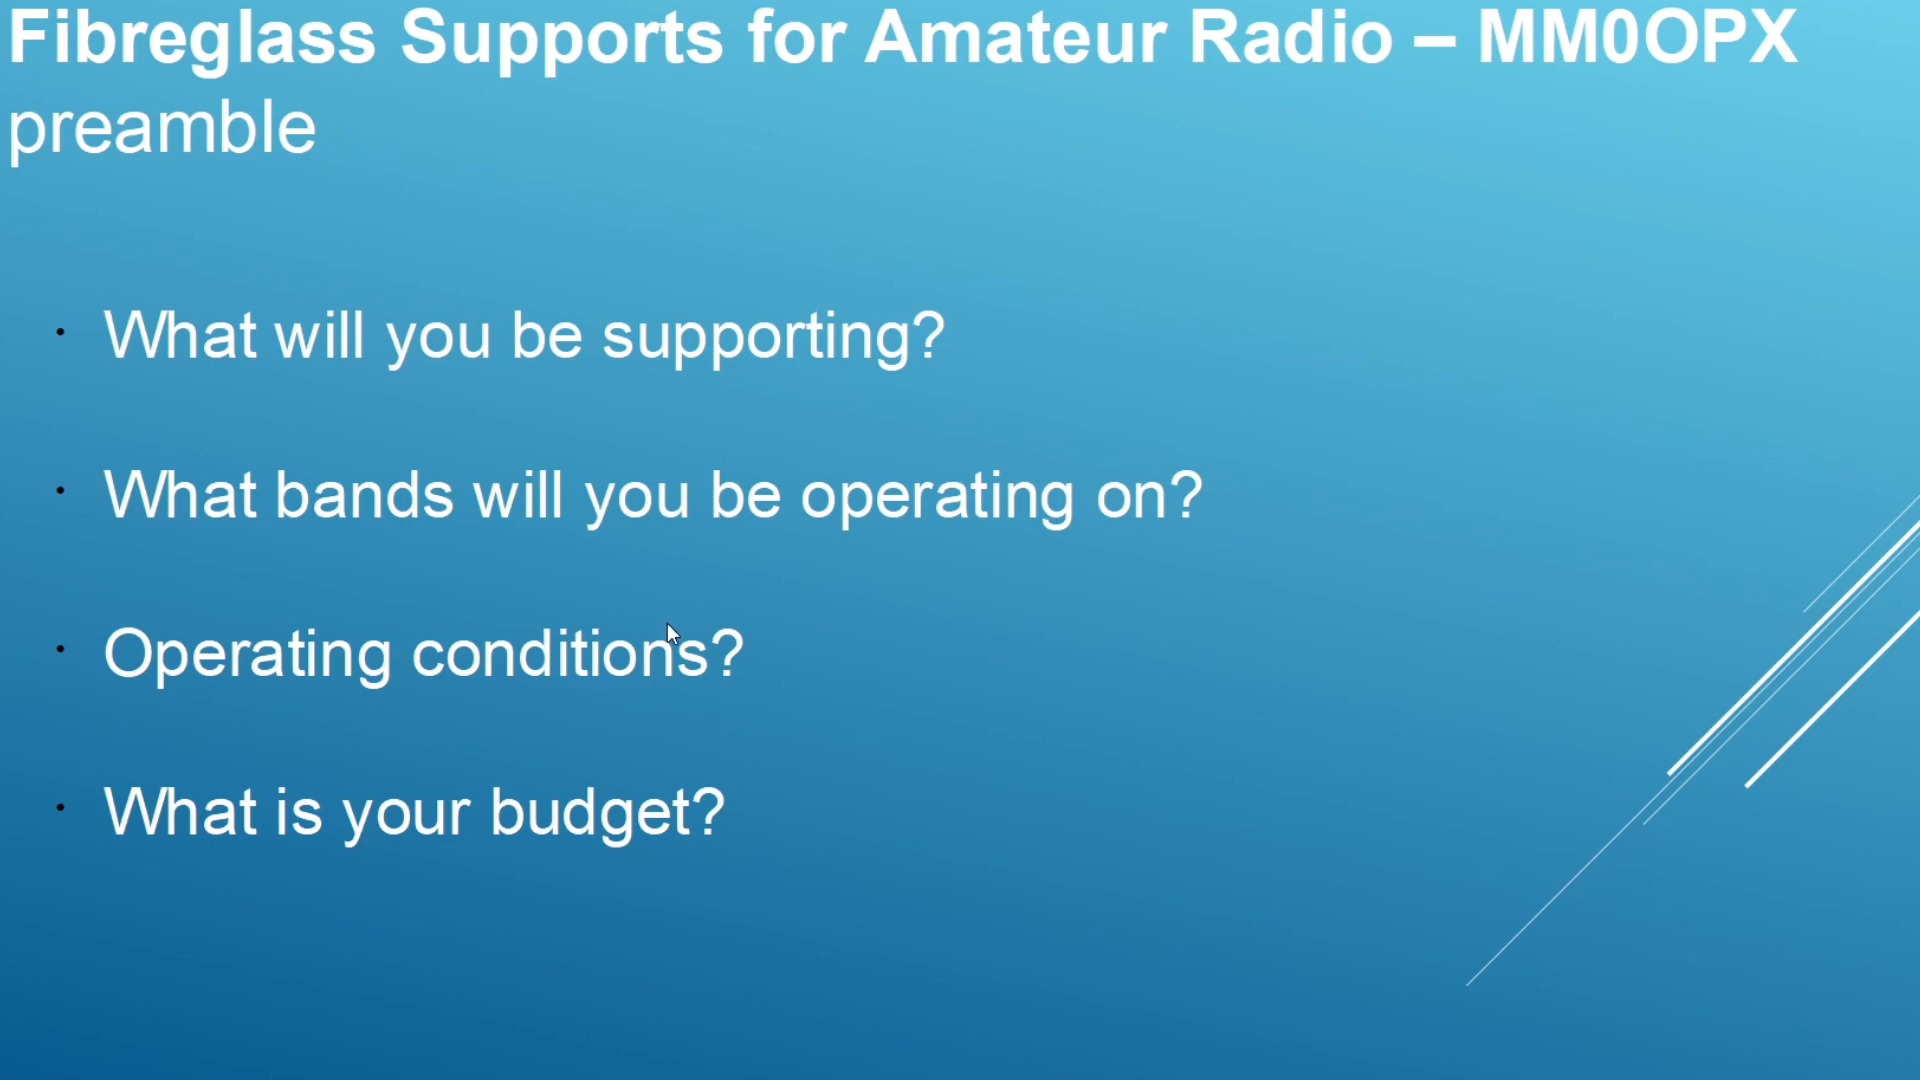 Fibreglass Supports for Amateur Radio – MM0OPX
preamble
· What will you be supporting?
· What bands will you be operating on?
· Operating conditions?
· What is your budget?